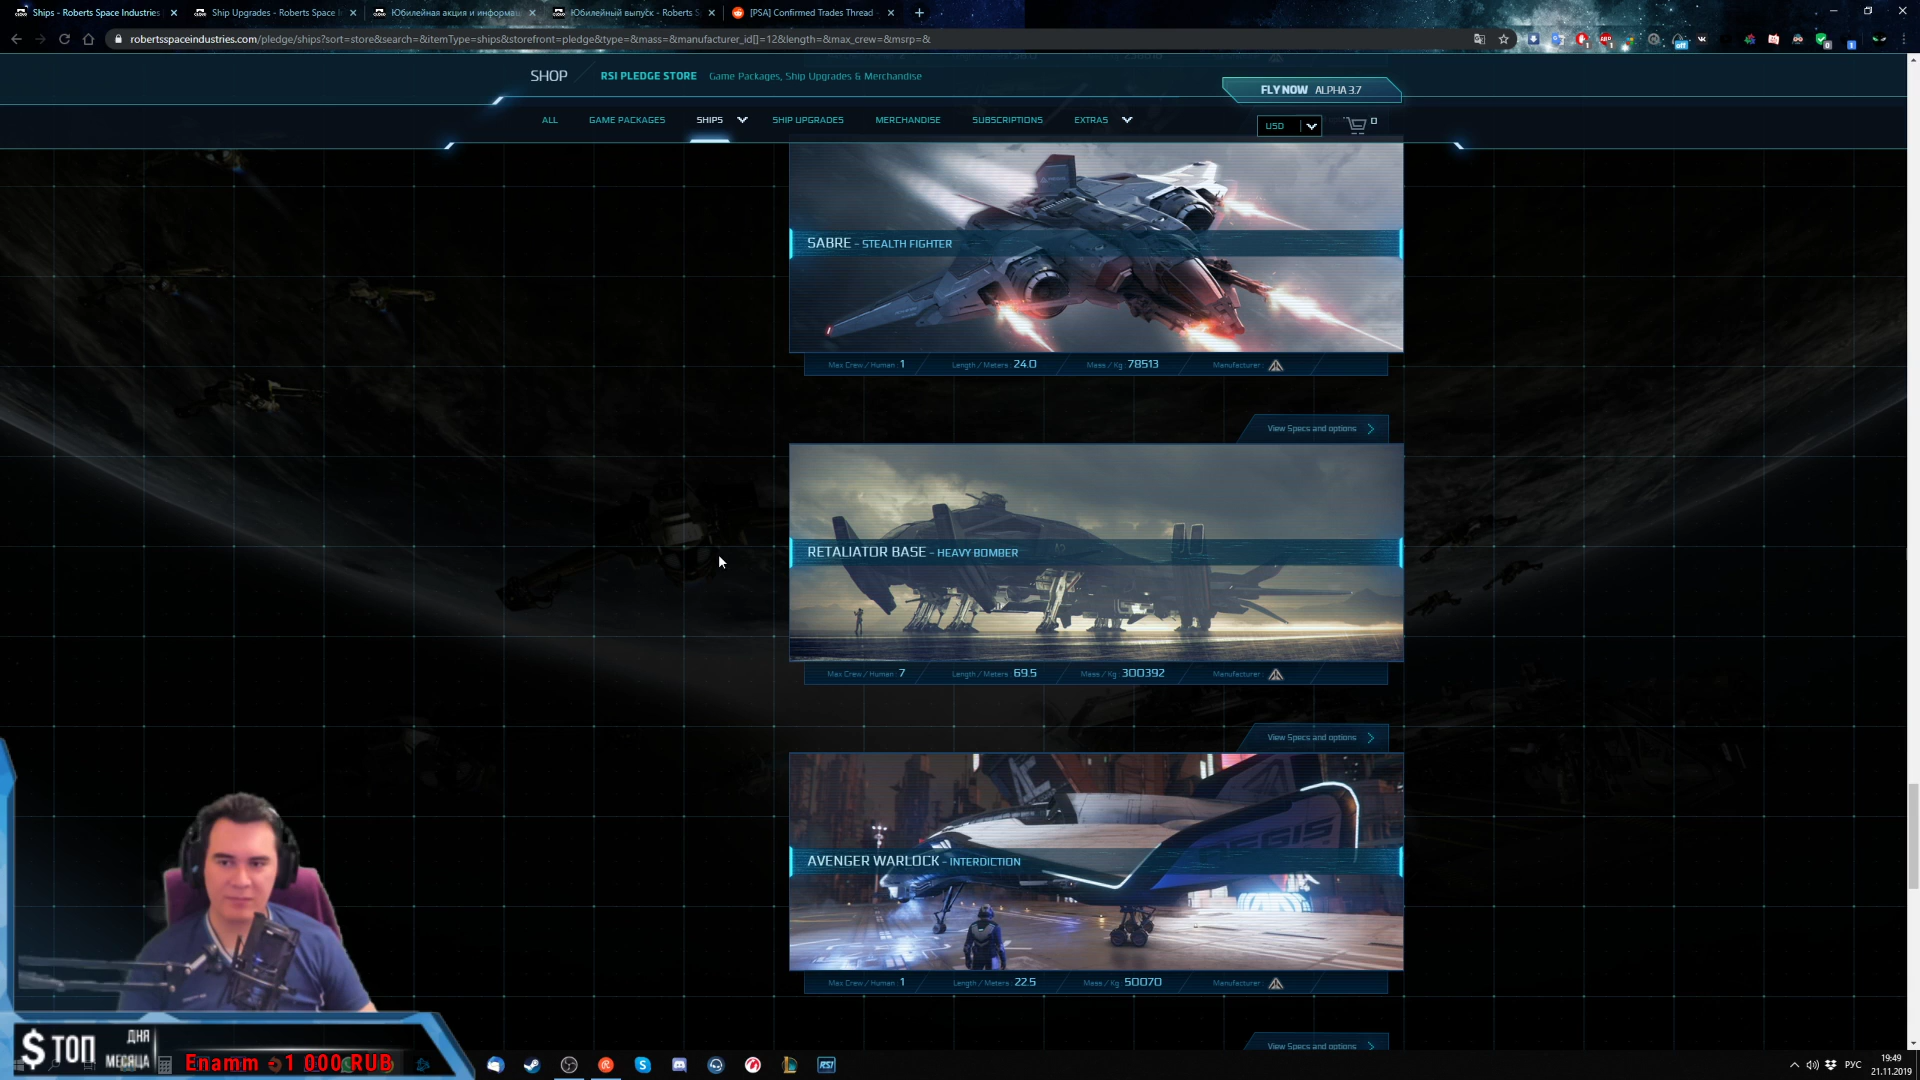 Ships - Roberts Space Industries
Ship Upgrades - Roberts Space I
Юбилейная акция и информаци
Юбилейный выпуск - Roberts S
[PSA] Confirmed Trades Thread
robertsspaceindustries.com/pledge/ships?sort=store&search=&itemType=ships&storefront=pledge&type=&mass=&manufacturer_id[]=12&length=&max_crew=&msrp=&
SHOP
RSI PLEDGE STORE
Game Packages, Ship Upgrades & Merchandise
FLY NOW ALPHA 3.7
ALL
GAME PACKAGES
SHIPS
SHIP UPGRADES
MERCHANDISE
SUBSCRIPTIONS
EXTRAS
USD
0
SABRE - STEALTH FIGHTER
Max Crew / Human : 1
Length / Meters : 24.0
Mass / Kg : 78513
Manufacturer :
View Specs and options
RETALIATOR BASE - HEAVY BOMBER
Max Crew / Human : 7
Length / Meters : 69.5
Mass / Kg : 300392
Manufacturer :
View Specs and options
AEGIS
AVENGER WARLOCK - INTERDICTION
Max Crew / Human : 1
Length / Meters : 22.5
Mass / Kg : 50070
Manufacturer :
View Specs and options
$ТОП
ДНЯ
МЕСЯЦА
Enamm - 1 000 RUB
RSI
РУС
19:49
21.11.2019